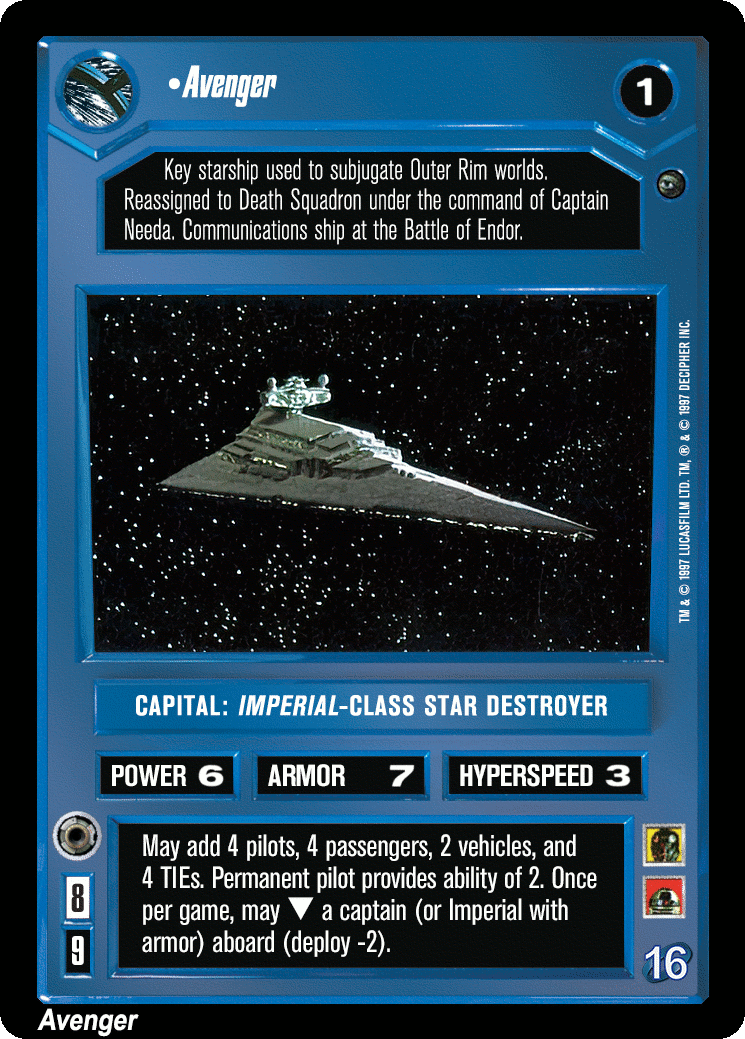 •Avenger
1
Key starship used to subjugate Outer Rim worlds.
Reassigned to Death Squadron under the command of Captain
Needa. Communications ship at the Battle of Endor.
TM & © 1997 LUCASFILM LTD. TM, ® & © 1997 DECIPHER INC.
CAPITAL: IMPERIAL-CLASS STAR DESTROYER
POWER 6
ARMOR 7
HYPERSPEED 3
May add 4 pilots, 4 passengers, 2 vehicles, and
4 TIEs. Permanent pilot provides ability of 2. Once
per game, may ▼ a captain (or Imperial with
armor) aboard (deploy -2).
8
9
16
Avenger